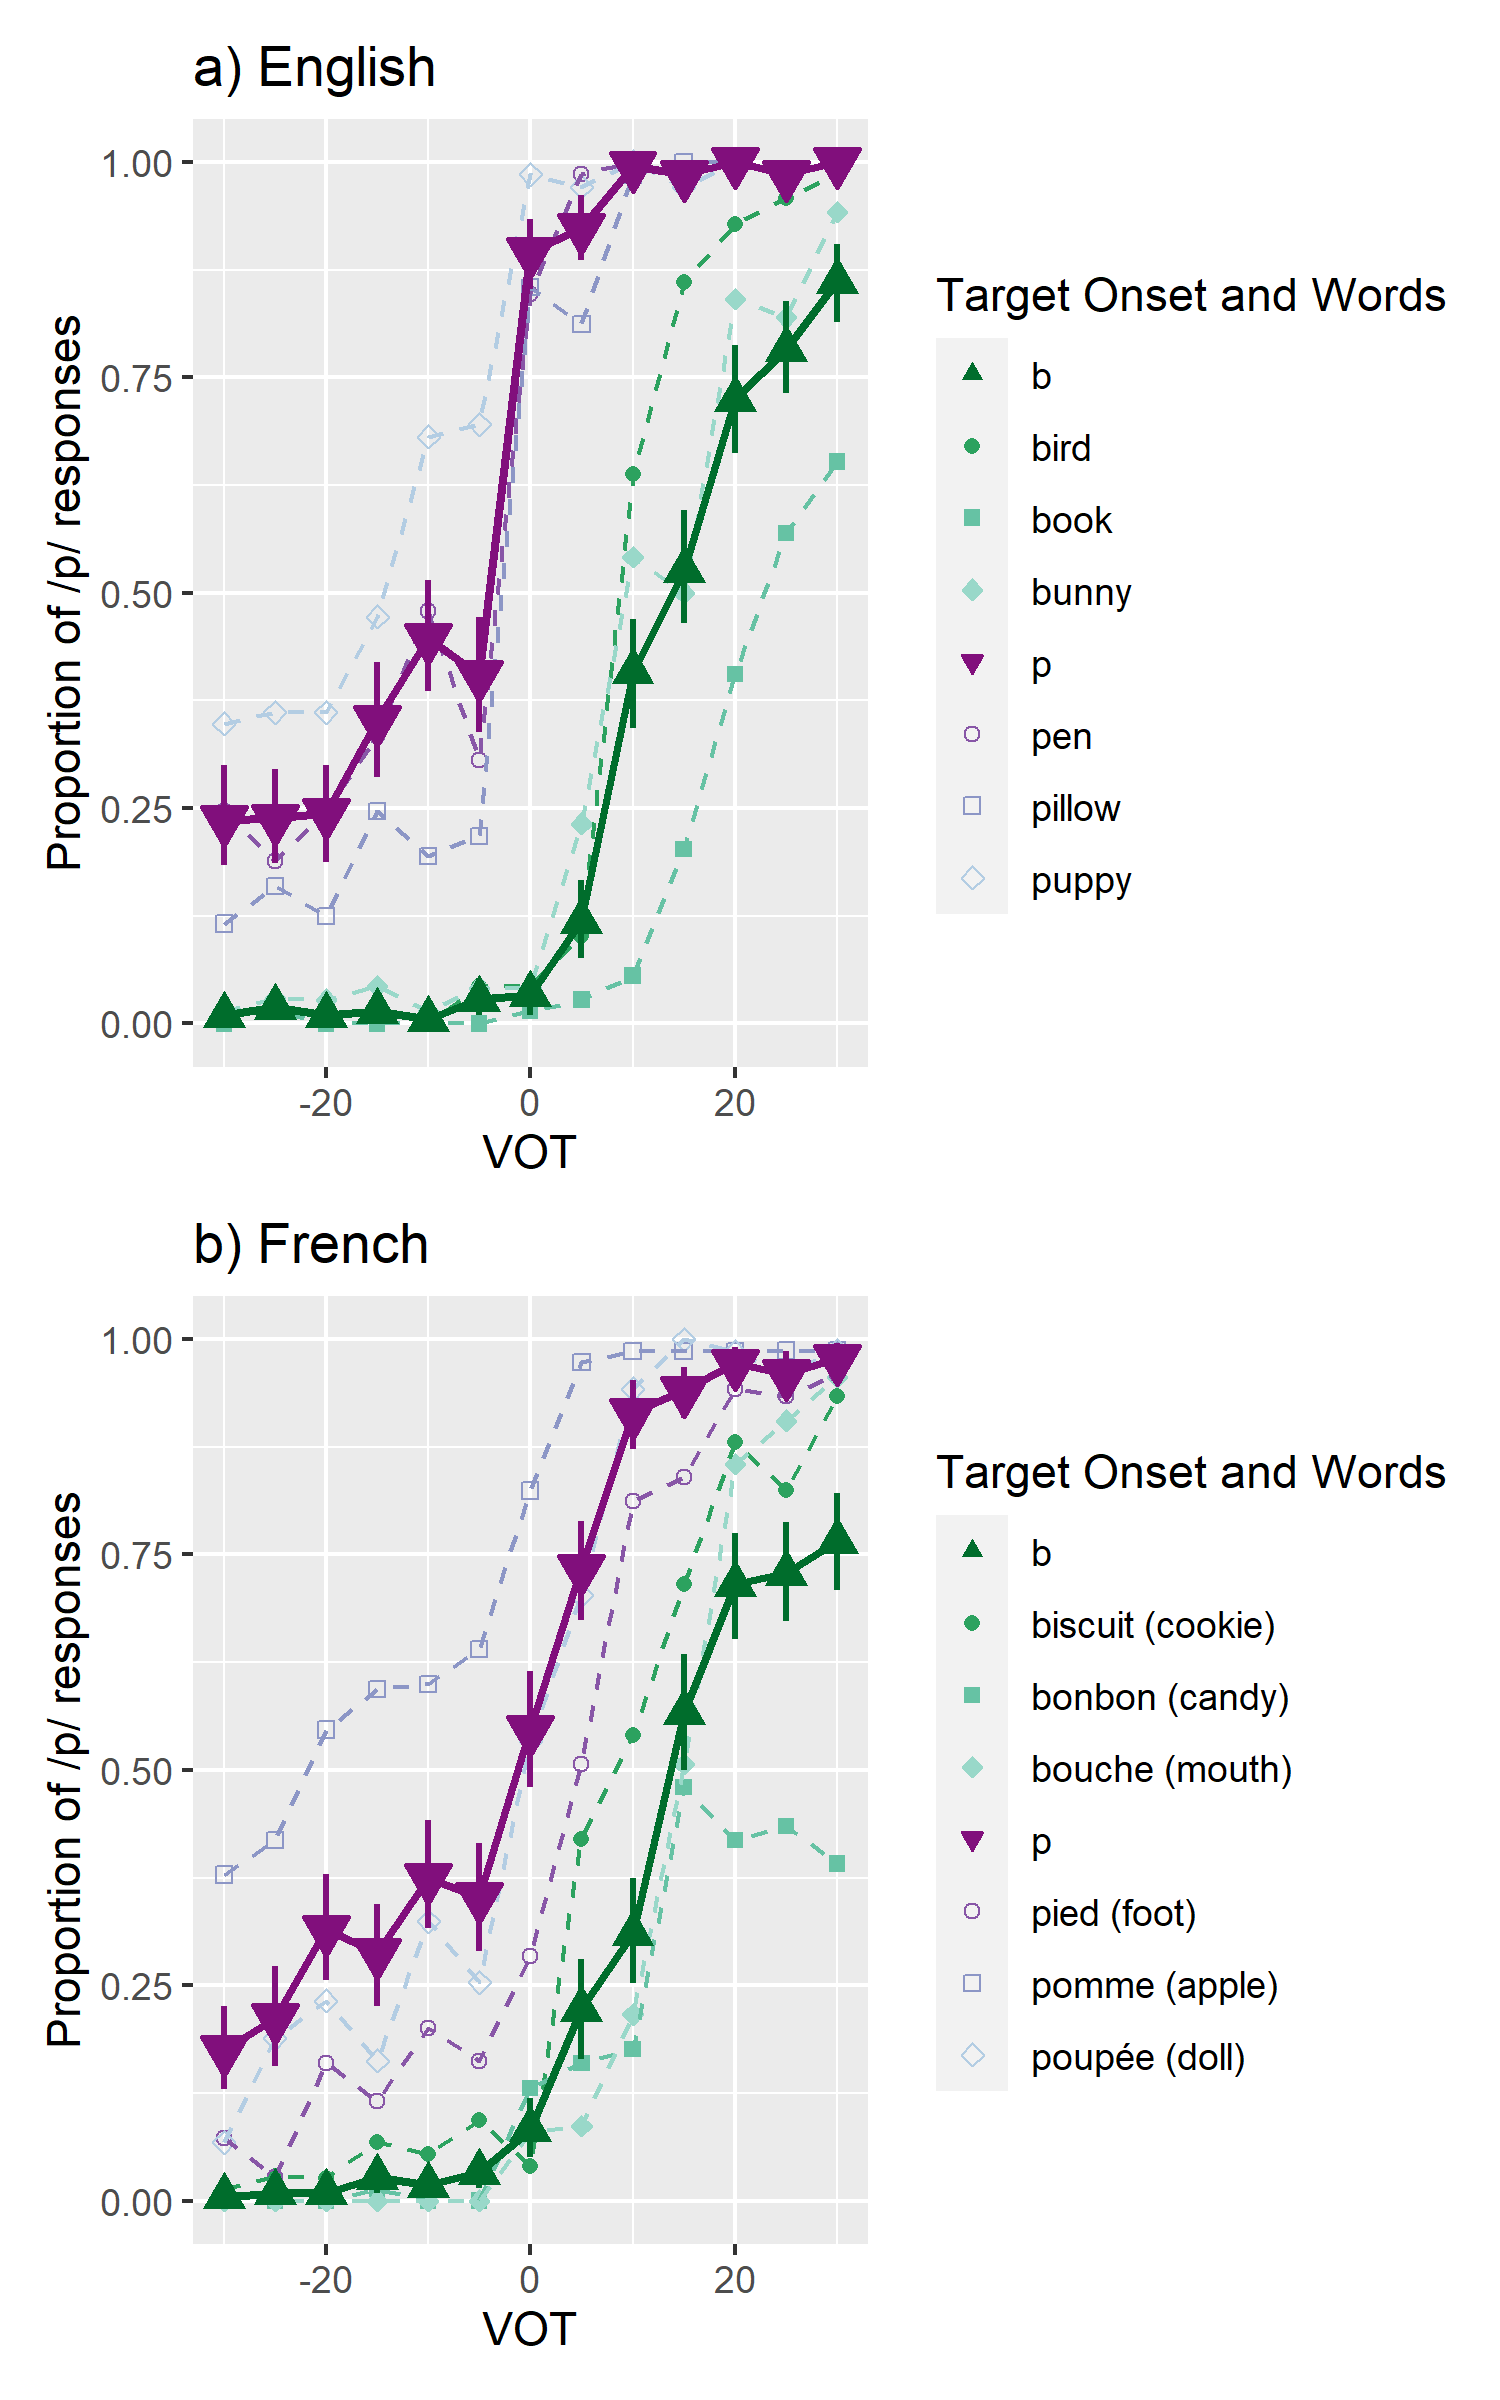 a) English
Proportion of /p/ responses
1.00
0.75
0.50
0.25
0.00
-20 0 20
VOT
Target Onset and Words
b
bird
book
bunny
p
pen
pillow
puppy
b) French
Proportion of /p/ responses
1.00
0.75
0.50
0.25
0.00
-20 0 20
VOT
Target Onset and Words
b
biscuit (cookie)
bonbon (candy)
bouche (mouth)
p
pied (foot)
pomme (apple)
poupée (doll)